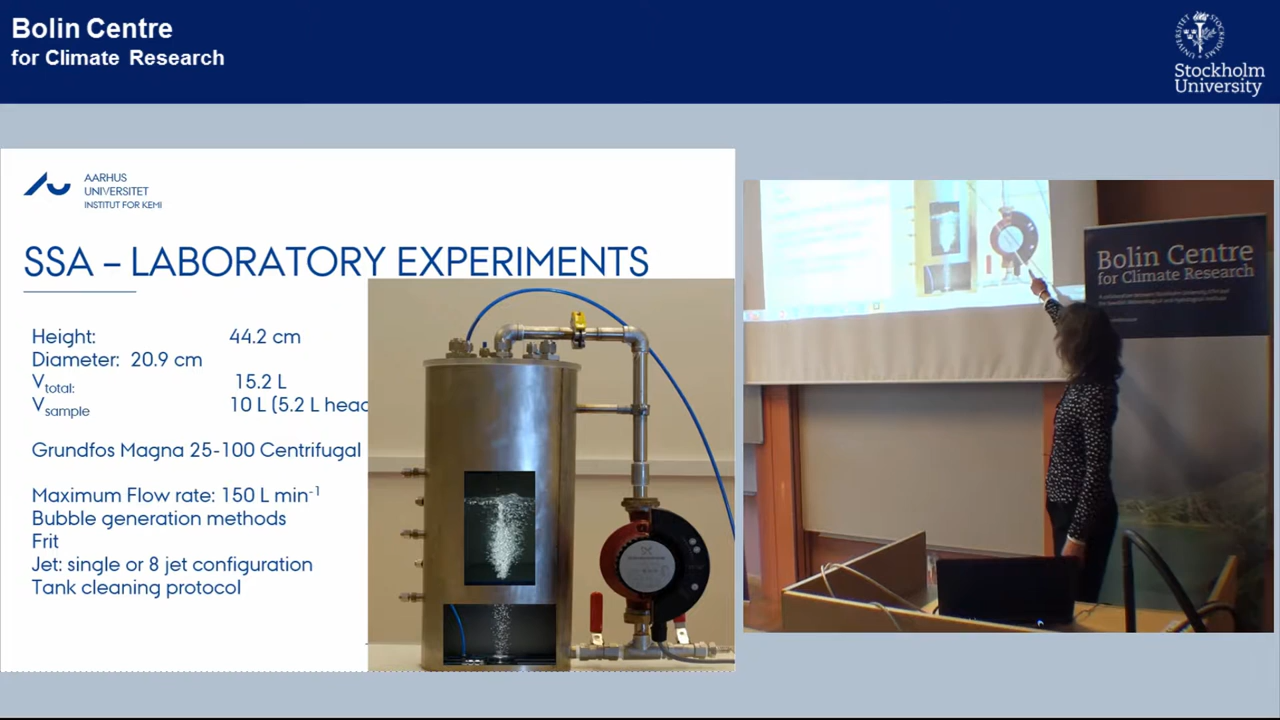 Bolin Centre
for Climate Research
Stockholm
University
AARHUS
UNIVERSITET
INSTITUT FOR KEMI
SSA – LABORATORY EXPERIMENTS
Height: 44.2 cm
Diameter: 20.9 cm
Vtotal: 15.2 L
Vsample 10 L (5.2 L head
Grundfos Magna 25-100 Centrifugal
Maximum Flow rate: 150 L min-1
Bubble generation methods
Frit
Jet: single or 8 jet configuration
Tank cleaning protocol
Bolin Centre
for Climate Research